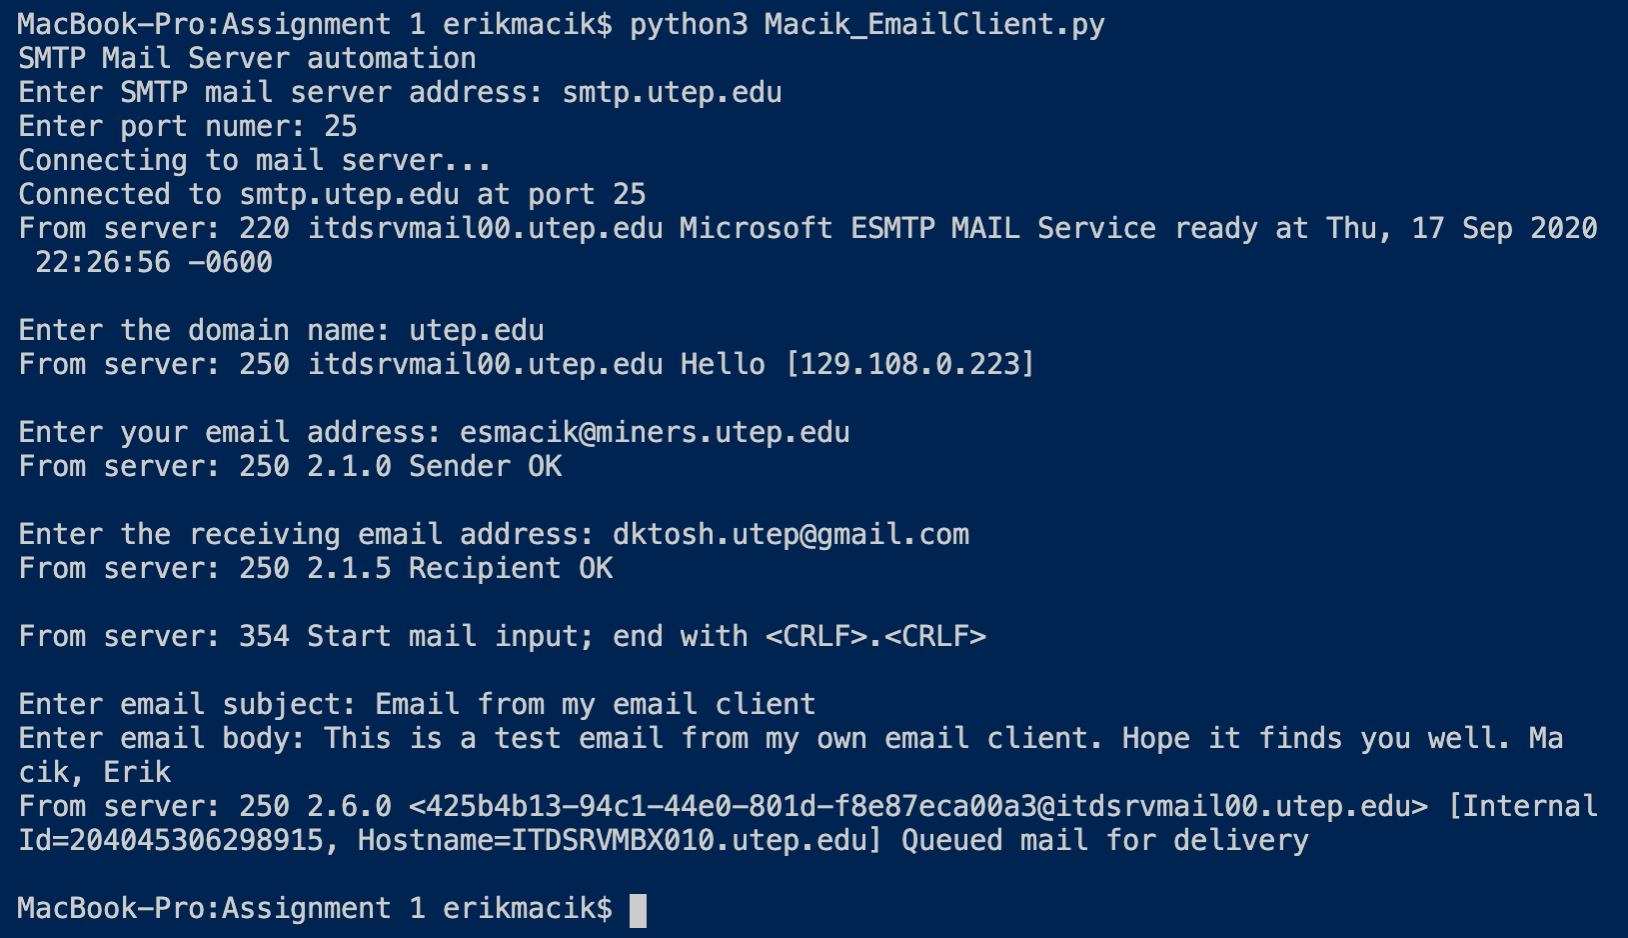 MacBook-Pro:Assignment 1 erikmacik$ python3 Macik_EmailClient.py
SMTP Mail Server automation
Enter SMTP mail server address: smtp.utep.edu
Enter port numer: 25
Connecting to mail server...
Connected to smtp.utep.edu at port 25
From server: 220 itdsrvmail00.utep.edu Microsoft ESMTP MAIL Service ready at Thu, 17 Sep 2020
 22:26:56 -0600
Enter the domain name: utep.edu
From server: 250 itdsrvmail00.utep.edu Hello [129.108.0.223]
Enter your email address: esmacik@miners.utep.edu
From server: 250 2.1.0 Sender OK
Enter the receiving email address: dktosh.utep@gmail.com
From server: 250 2.1.5 Recipient OK
From server: 354 Start mail input; end with <CRLF>.<CRLF>
Enter email subject: Email from my email client
Enter email body: This is a test email from my own email client. Hope it finds you well. Ma
cik, Erik
From server: 250 2.6.0 <425b4b13-94c1-44e0-801d-f8e87eca00a3@itdsrvmail00.utep.edu> [Internal
Id=204045306298915, Hostname=ITDSRVMBX010.utep.edu] Queued mail for delivery
MacBook-Pro:Assignment 1 erikmacik$